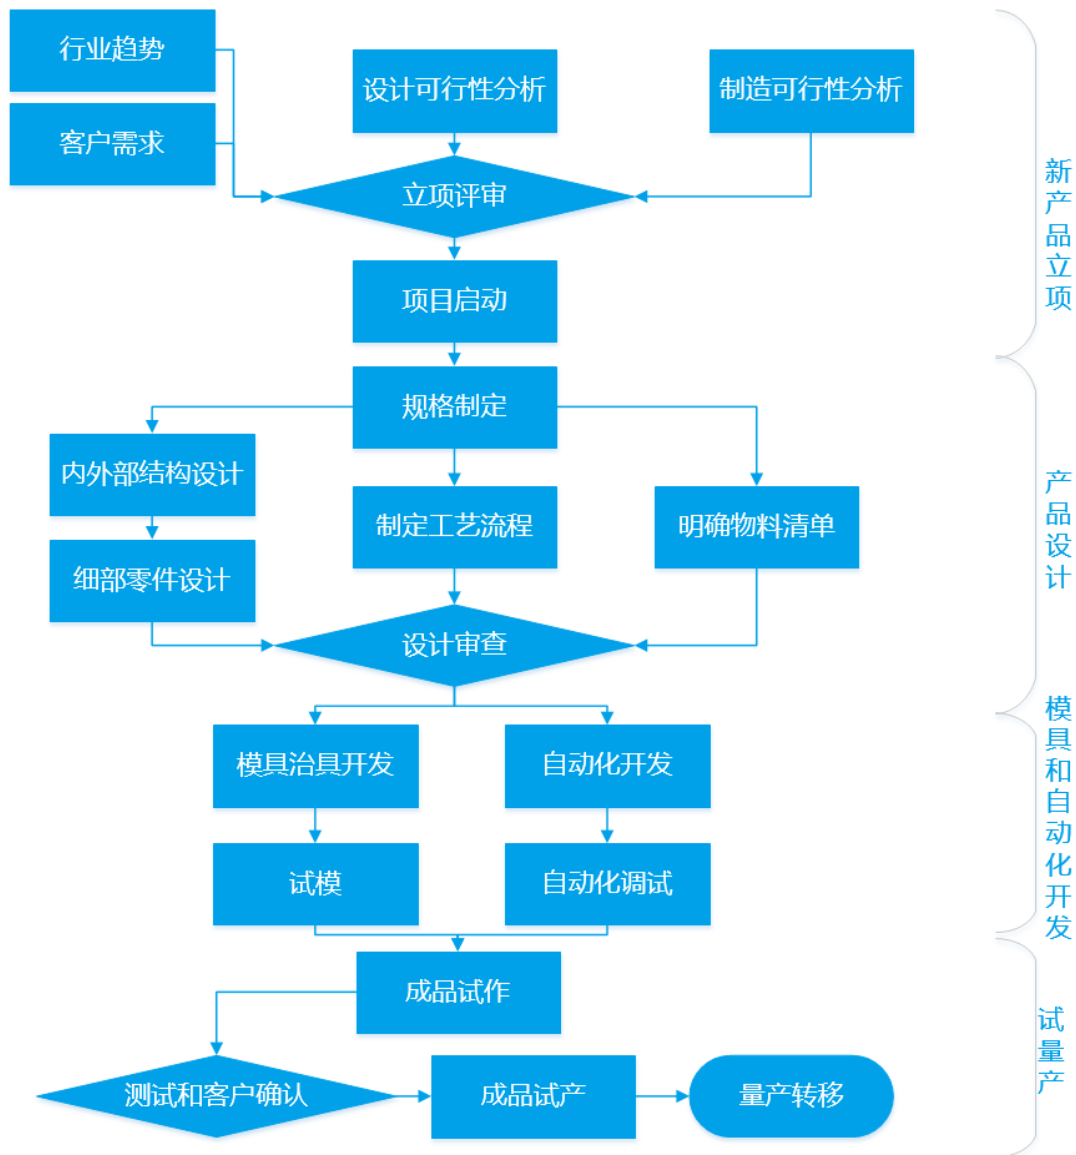 行业趋势
客户需求
设计可行性分析
制造可行性分析
立项评审
项目启动
新产品立项
规格制定
内外部结构设计
细部零件设计
制定工艺流程
明确物料清单
设计审查
产品设计
模具治具开发
自动化开发
试模
自动化调试
模具和自动化开发
成品试作
测试和客户确认
成品试产
量产转移
试量产